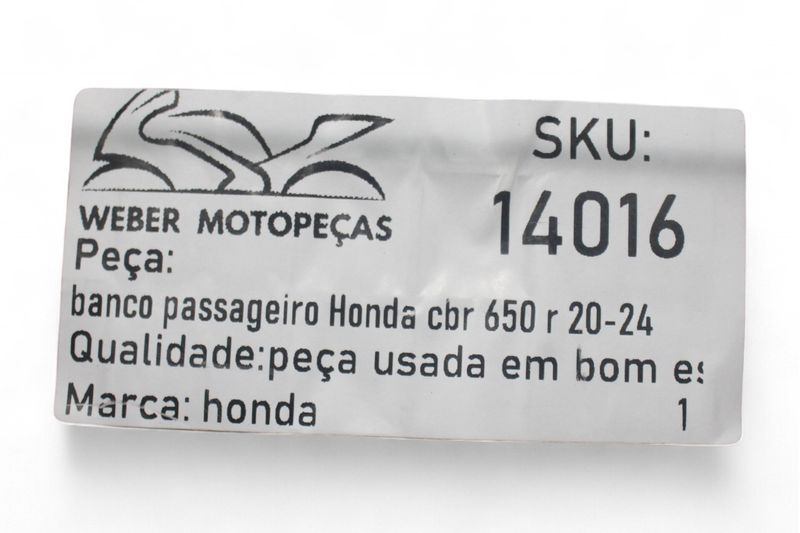 WEBER MOTOPEÇAS
SKU:
14016
Peça:
banco passageiro Honda cbr 650 r 20-24
Qualidade:peça usada em bom es
Marca: honda
1